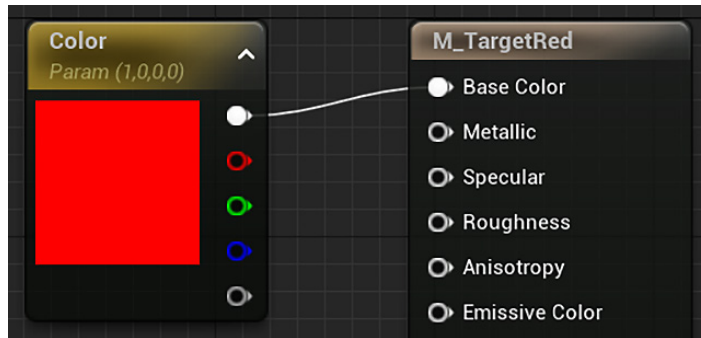 Color
Param (1,0,0,0)
M_TargetRed
Base Color
Metallic
Specular
Roughness
Anisotropy
Emissive Color